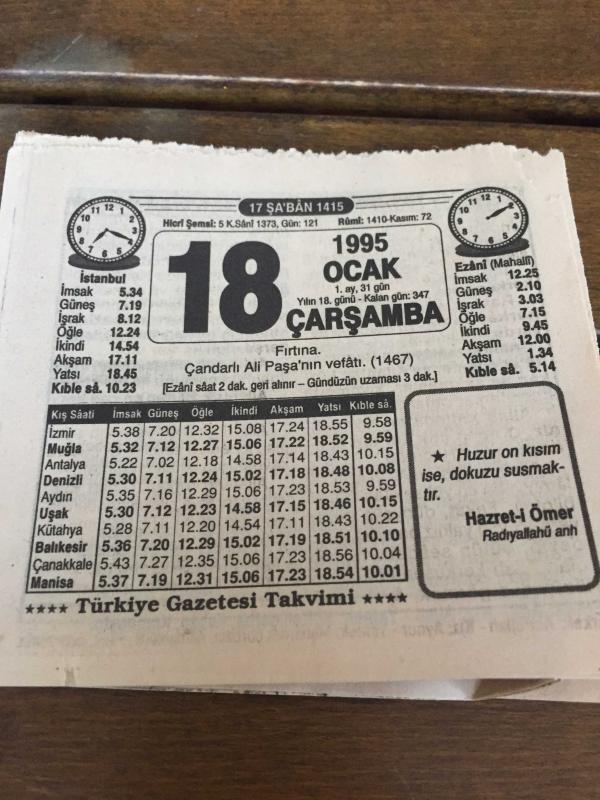 17 ŞA'BÂN 1415
Hicrî Şemsî: 5 K.Sânî 1373, Gün: 121 Rûmî: 1410-Kasım: 72
18
1995
OCAK
1. ay, 31 gün
Yılın 18. günü - Kalan gün: 347
ÇARŞAMBA
İstanbul
İmsak 5.34
Güneş 7.19
İşrak 8.12
Öğle 12.24
İkindi 14.54
Akşam 17.11
Yatsı 18.45
Kıble sâ. 10.23
Ezânî (Mahallî)
İmsak 12.25
Güneş 2.10
İşrak 3.03
Öğle 7.15
İkindi 9.45
Akşam 12.00
Yatsı 1.34
Kıble sâ. 5.14
Fırtına.
Çandarlı Ali Paşa'nın vefâtı. (1467)
[Ezânî sâat 2 dak. geri alınır – Gündüzün uzaması 3 dak.]
Kış Sâati İmsak Güneş Öğle İkindi Akşam Yatsı Kıble sâ.
İzmir 5.38 7.20 12.32 15.08 17.24 18.55 9.58
Muğla 5.32 7.12 12.27 15.06 17.22 18.52 9.59
Antalya 5.22 7.02 12.18 14.58 17.14 18.43 10.15
Denizli 5.30 7.11 12.24 15.02 17.18 18.48 10.08
Aydın 5.35 7.16 12.29 15.06 17.23 18.53 9.59
Uşak 5.30 7.12 12.23 14.58 17.15 18.46 10.15
Kütahya 5.28 7.11 12.20 14.54 17.11 18.43 10.22
Balıkesir 5.36 7.20 12.29 15.02 17.19 18.51 10.10
Çanakkale 5.43 7.27 12.35 15.06 17.23 18.56 10.04
Manisa 5.37 7.19 12.31 15.06 17.23 18.54 10.01
★ Huzur on kısım
ise, dokuzu susmak-
tır.
Hazret-i Ömer
Radıyallahü anh
★★★★ Türkiye Gazetesi Takvimi ★★★★